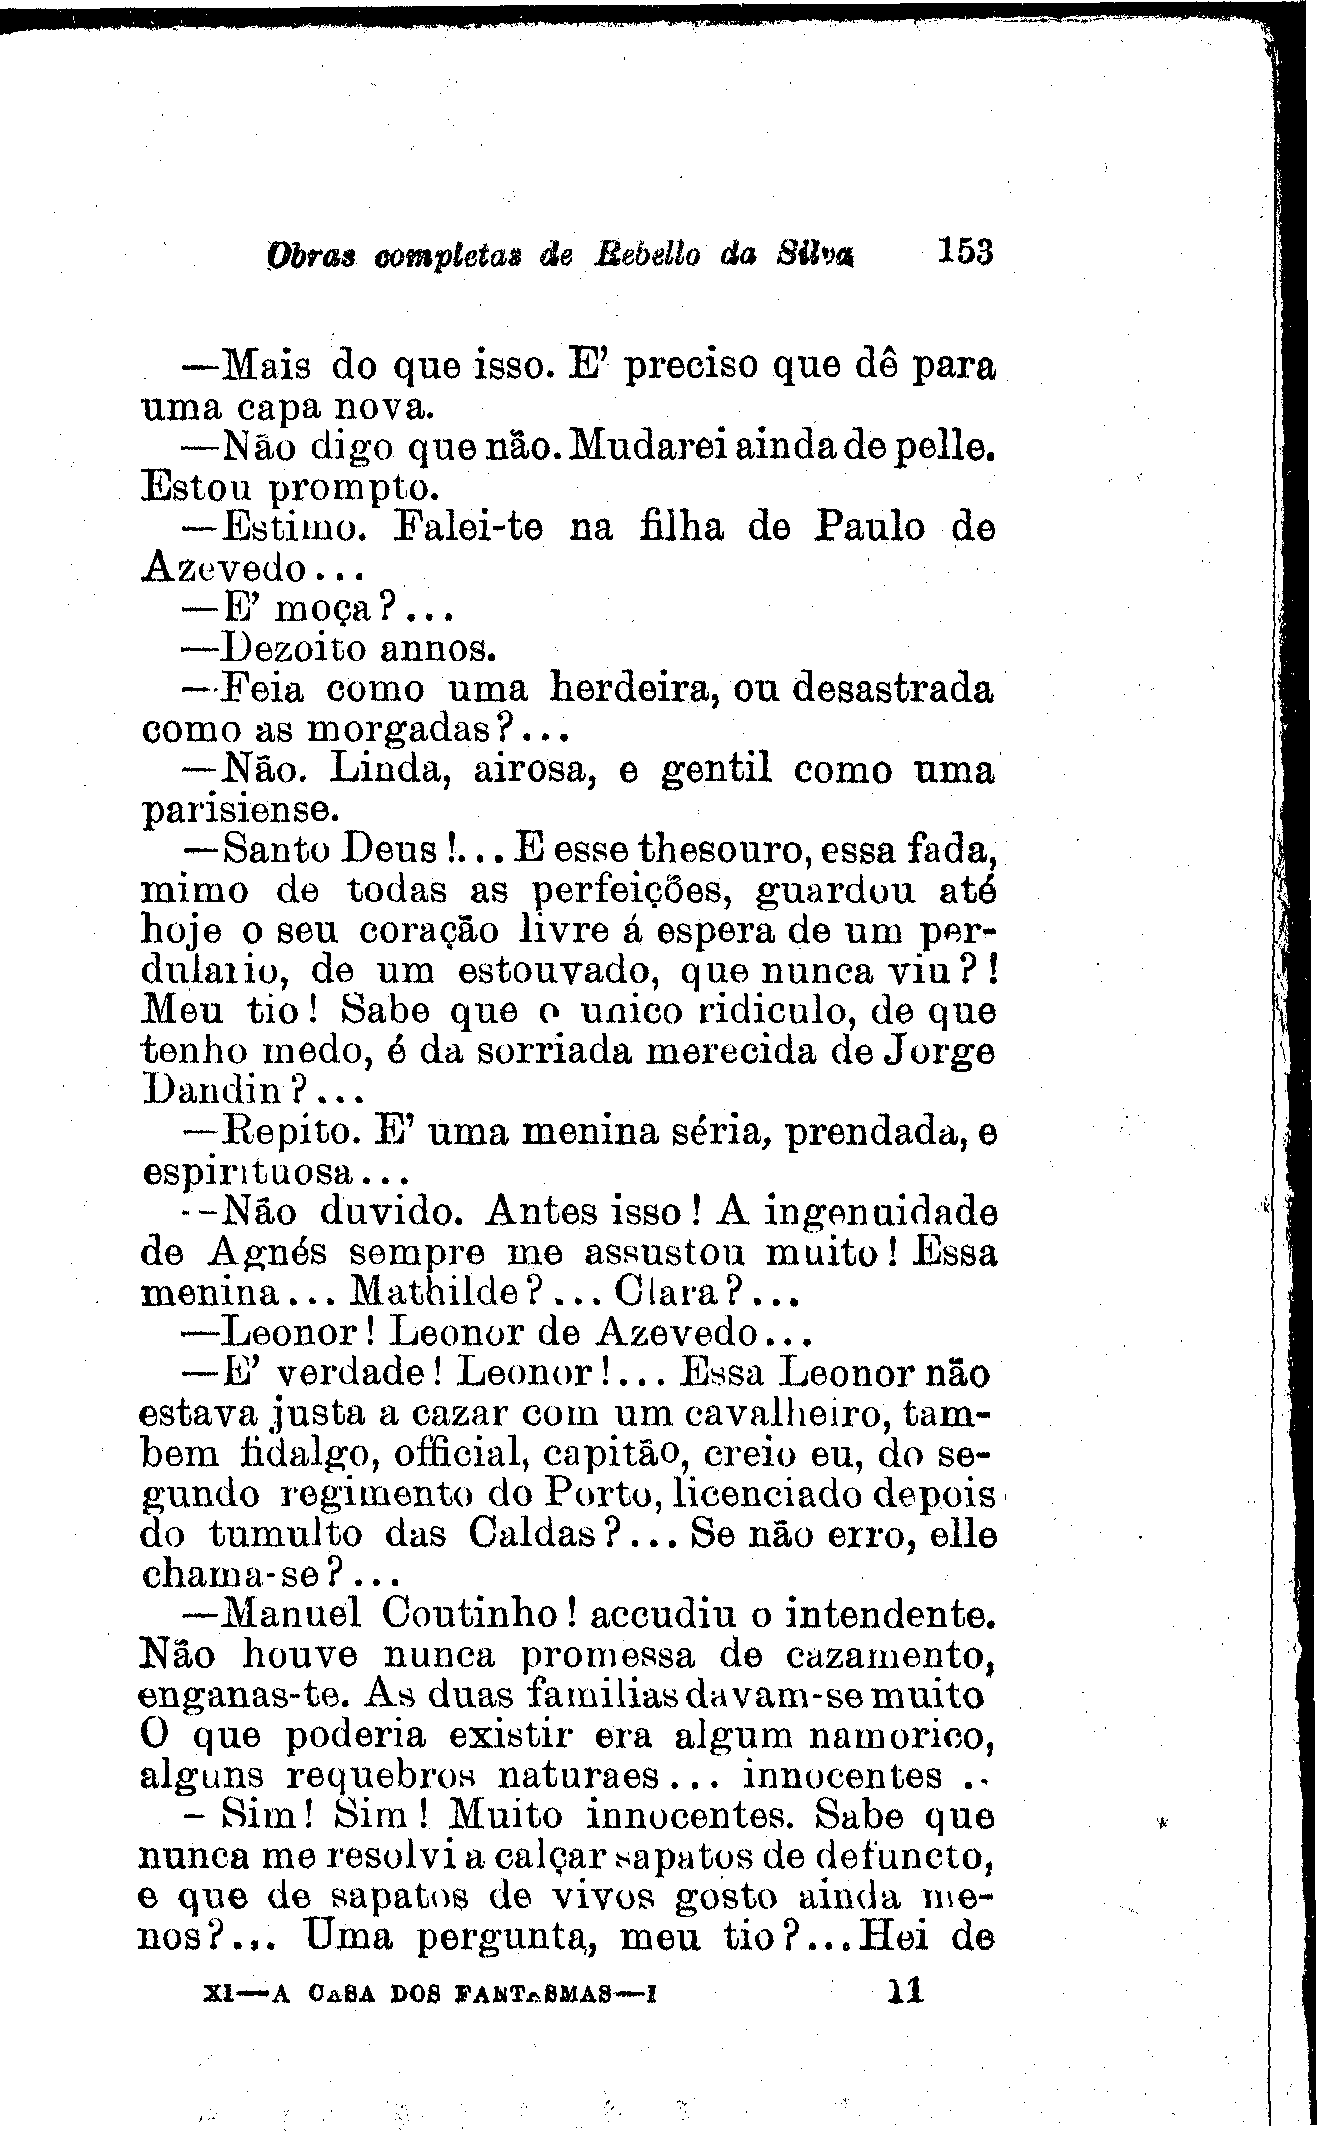 Obras completas de Rebello da Silva 153
—Mais do que isso. E' preciso que dê para
uma capa nova.
—Não digo que não. Mudarei ainda de pelle.
Estou prompto.
—Estimo. Falei-te na filha de Paulo de
Azevedo...
—E' moça?...
—Dezoito annos.
—Feia como uma herdeira, ou desastrada
como as morgadas?...
—Não. Linda, airosa, e gentil como uma
parisiense.
—Santo Deus!... E esse thesouro, essa fada,
mimo de todas as perfeições, guardou até
hoje o seu coração livre á espera de um per-
dulario, de um estouvado, que nunca viu?!
Meu tio! Sabe que o unico ridiculo, de que
tenho medo, é da sorriada merecida de Jorge
Dandin?...
—Repito. E' uma menina séria, prendada, e
espirituosa...
--Não duvido. Antes isso! A ingenuidade
de Agnés sempre me assustou muito! Essa
menina... Mathilde?... Clara?...
—Leonor! Leonor de Azevedo...
—E' verdade! Leonor!... Essa Leonor não
estava justa a cazar com um cavalheiro, tam-
bem fidalgo, official, capitão, creio eu, do se-
gundo regimento do Porto, licenciado depois
do tumulto das Caldas?... Se não erro, elle
chama-se?...
—Manuel Coutinho! accudiu o intendente.
Não houve nunca promessa de cazamento,
enganas-te. As duas familias davam-se muito
O que poderia existir era algum namorico,
alguns requebros naturaes... innocentes ..
– Sim! Sim! Muito innocentes. Sabe que
nunca me resolvi a calçar sapatos de defuncto,
e que de sapatos de vivos gosto ainda me-
nos?... Uma pergunta, meu tio?...Hei de
XI—A CASA DOS FANTASMAS—I 11